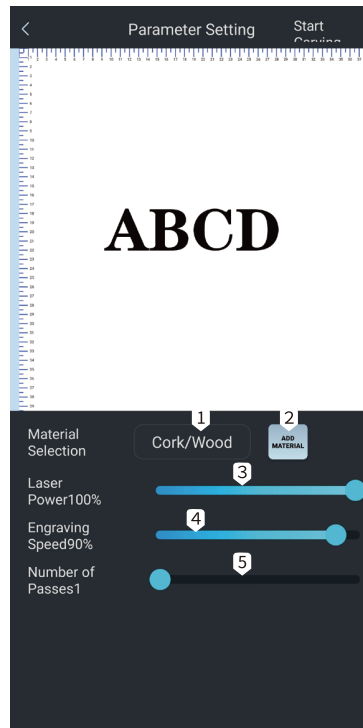 Parameter Setting
Start
Carving
ABCD
1
2
Material
Selection
Cork/Wood
ADD
MATERIAL
3
Laser
Power100%
4
Engraving
Speed90%
5
Number of
Passes1